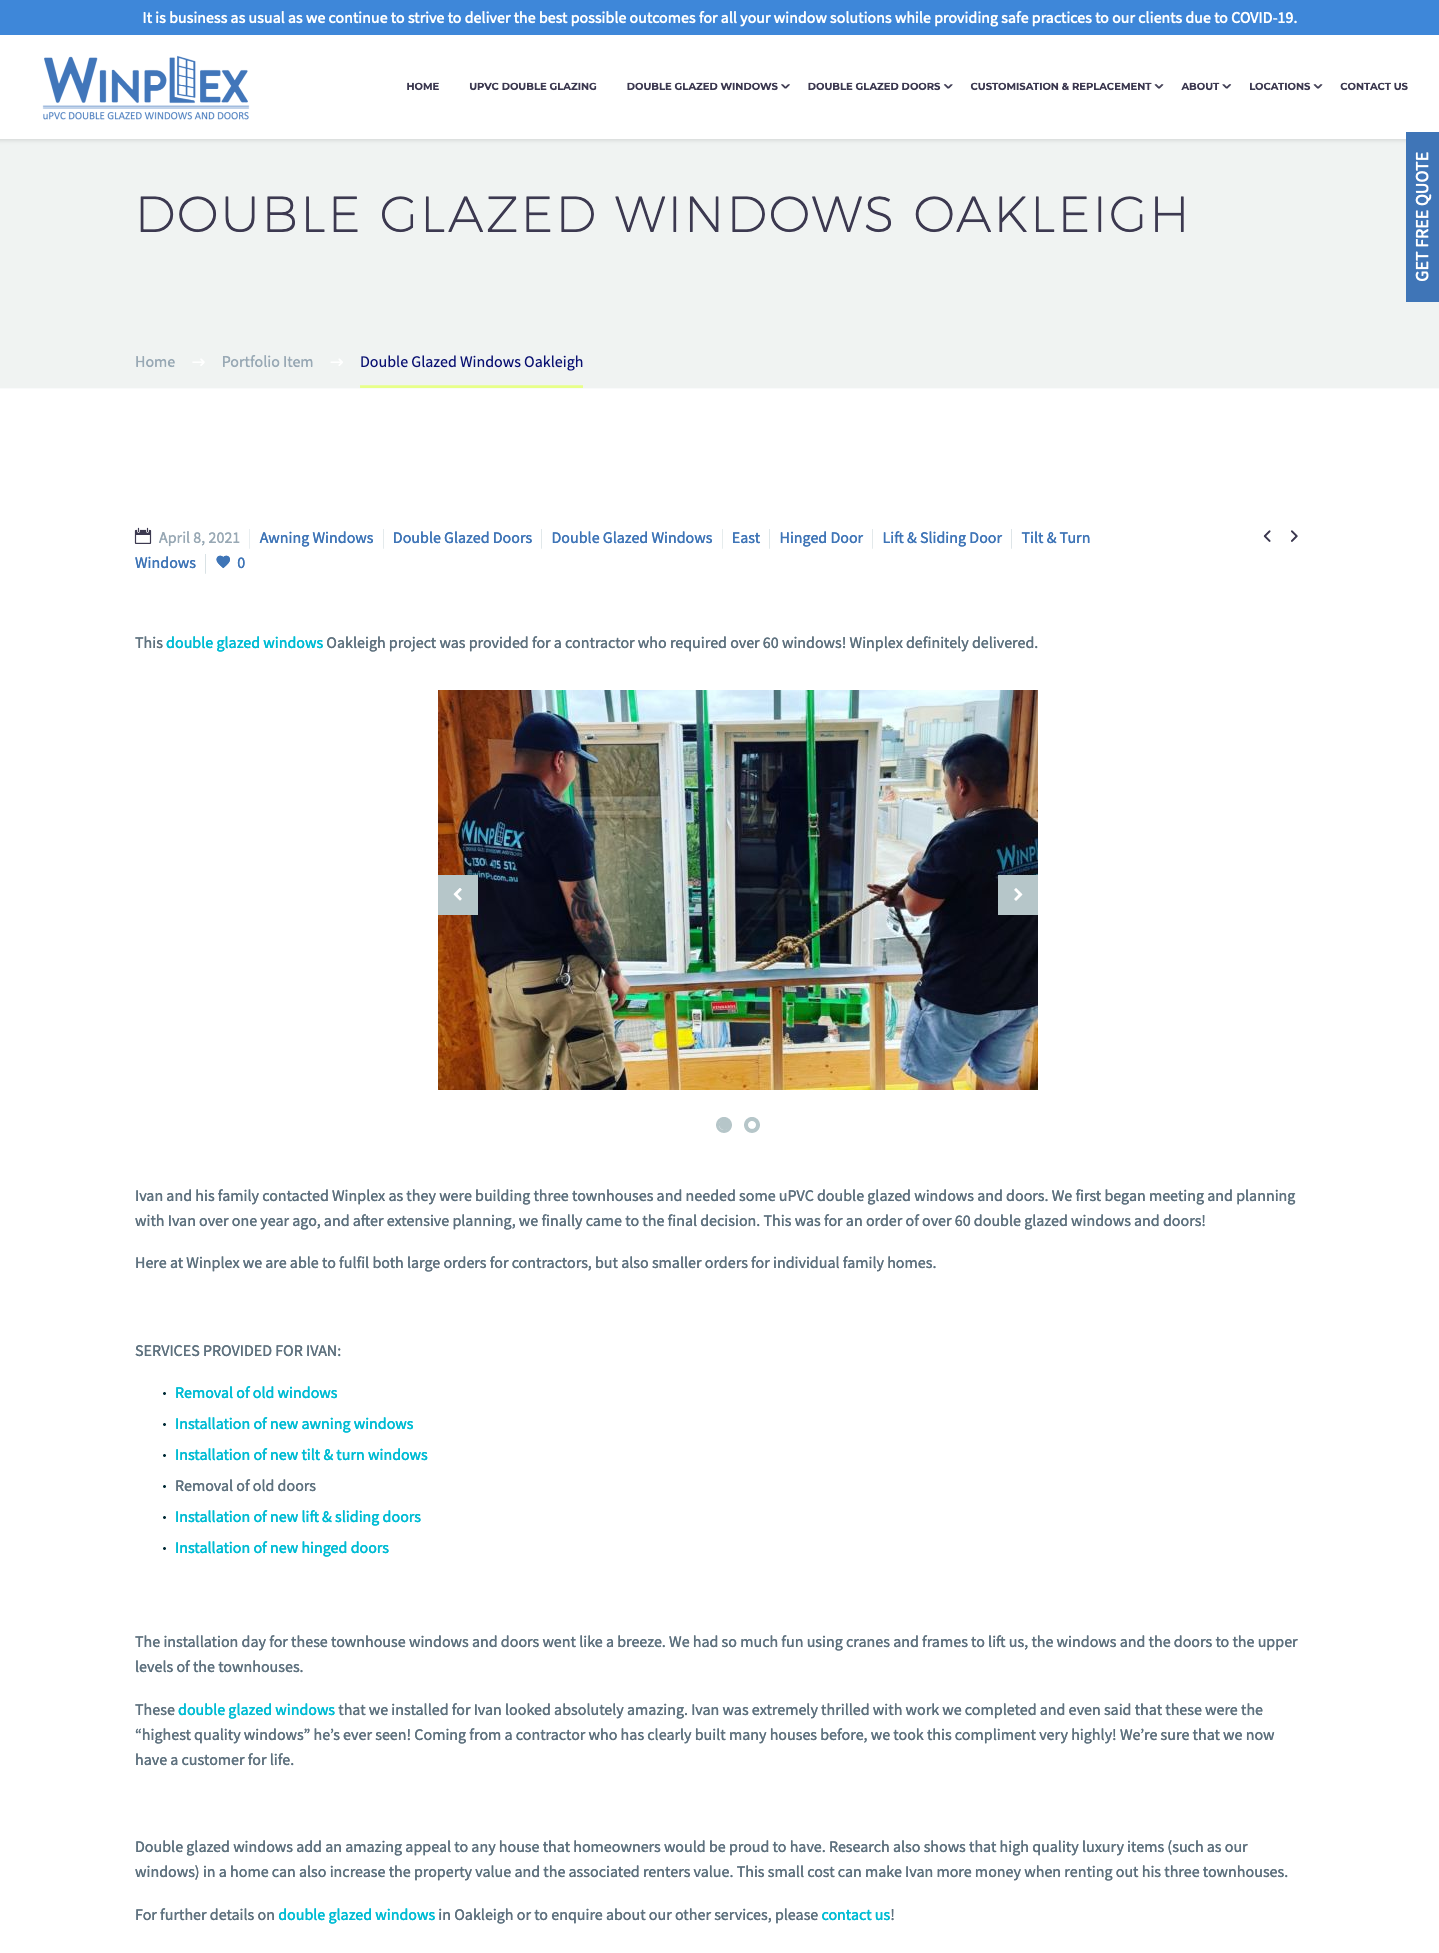 It is business as usual as we continue to strive to deliver the best possible outcomes for all your window solutions while providing safe practices to our clients due to COVID-19.
WINPLEX
uPVC DOUBLE GLAZED WINDOWS AND DOORS
HOME UPVC DOUBLE GLAZING DOUBLE GLAZED WINDOWS DOUBLE GLAZED DOORS CUSTOMISATION & REPLACEMENT ABOUT LOCATIONS CONTACT US
GET FREE QUOTE
DOUBLE GLAZED WINDOWS OAKLEIGH
Home → Portfolio Item → Double Glazed Windows Oakleigh
April 8, 2021 Awning Windows Double Glazed Doors Double Glazed Windows East Hinged Door Lift & Sliding Door Tilt & Turn
Windows 0
This double glazed windows Oakleigh project was provided for a contractor who required over 60 windows! Winplex definitely delivered.
WINPLEX
WINPL
Ivan and his family contacted Winplex as they were building three townhouses and needed some uPVC double glazed windows and doors. We first began meeting and planning
with Ivan over one year ago, and after extensive planning, we finally came to the final decision. This was for an order of over 60 double glazed windows and doors!
Here at Winplex we are able to fulfil both large orders for contractors, but also smaller orders for individual family homes.
SERVICES PROVIDED FOR IVAN:
• Removal of old windows
• Installation of new awning windows
• Installation of new tilt & turn windows
• Removal of old doors
• Installation of new lift & sliding doors
• Installation of new hinged doors
The installation day for these townhouse windows and doors went like a breeze. We had so much fun using cranes and frames to lift us, the windows and the doors to the upper
levels of the townhouses.
These double glazed windows that we installed for Ivan looked absolutely amazing. Ivan was extremely thrilled with work we completed and even said that these were the
“highest quality windows” he’s ever seen! Coming from a contractor who has clearly built many houses before, we took this compliment very highly! We’re sure that we now
have a customer for life.
Double glazed windows add an amazing appeal to any house that homeowners would be proud to have. Research also shows that high quality luxury items (such as our
windows) in a home can also increase the property value and the associated renters value. This small cost can make Ivan more money when renting out his three townhouses.
For further details on double glazed windows in Oakleigh or to enquire about our other services, please contact us!